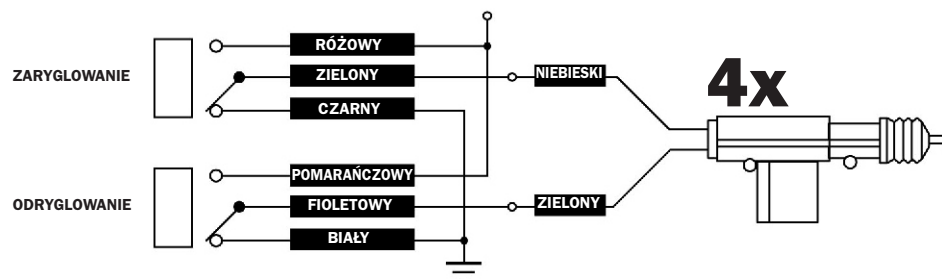 RÓŻOWY
ZARYGLOWANIE
ZIELONY
NIEBIESKI
4x
CZARNY
POMARAŃCZOWY
ODRYGLOWANIE
FIOLETOWY
ZIELONY
BIAŁY